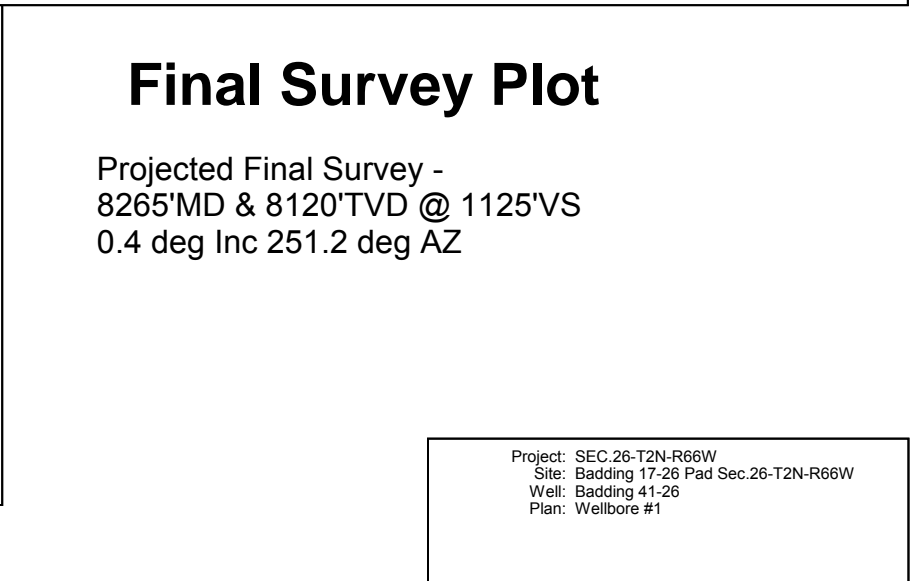 Final Survey Plot
Projected Final Survey -
8265'MD & 8120'TVD @ 1125'VS
0.4 deg Inc 251.2 deg AZ
Project: SEC.26-T2N-R66W
Site: Badding 17-26 Pad Sec.26-T2N-R66W
Well: Badding 41-26
Plan: Wellbore #1